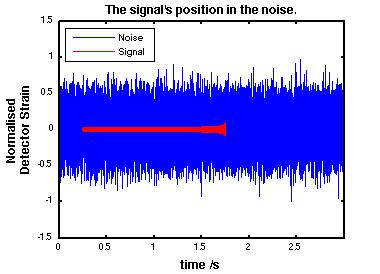 The signal's position in the noise.
Noise
Signal
Normalised
Detector Strain
1.5
1
0.5
0
-0.5
-1
-1.5
0 0.5 1 1.5 2 2.5
time /s